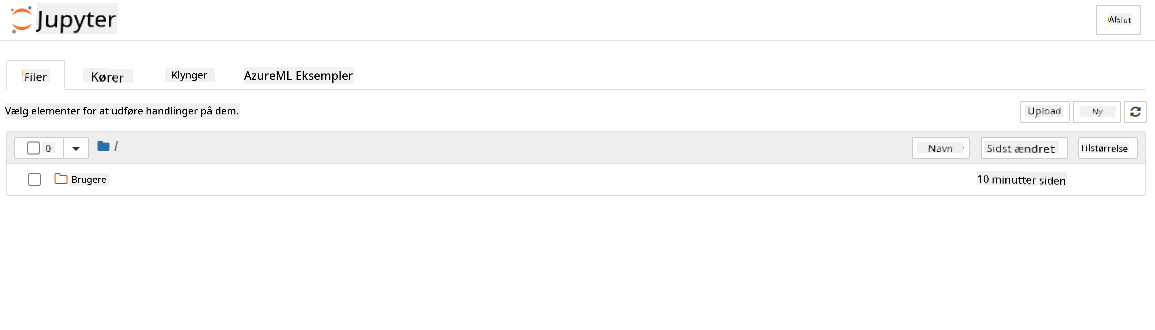 Jupyter
Afslut
Filer Kører Klynger AzureML Eksempler
Vælg elementer for at udføre handlinger på dem.
Upload Ny
0 / Navn Sidst ændret Filstørrelse
Brugere 10 minutter siden